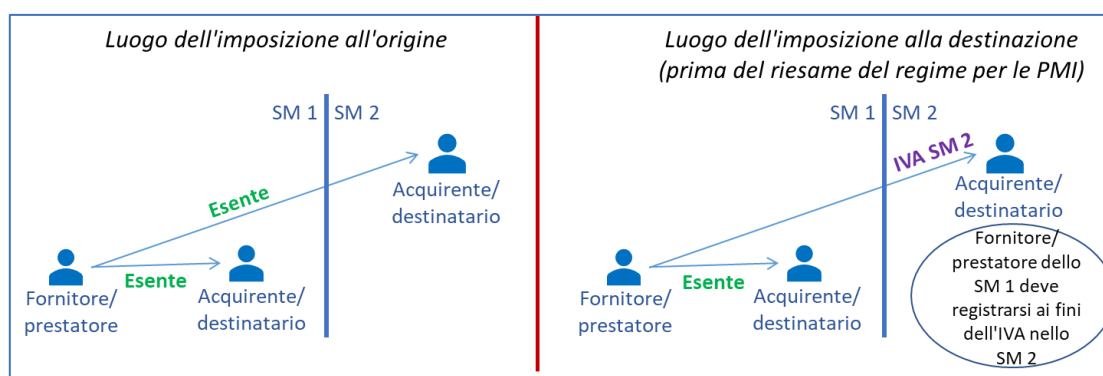 Luogo dell'imposizione all'origine
SM 1
SM 2
Esente
Acquirente/
destinatario
Esente
Fornitore/
prestatore
Acquirente/
destinatario
Luogo dell'imposizione alla destinazione
(prima del riesame del regime per le PMI)
SM 1
SM 2
IVA SM 2
Acquirente/
destinatario
Esente
Fornitore/
prestatore
Acquirente/
destinatario
Fornitore/
prestatore dello
SM 1 deve
registrarsi ai fini
dell'IVA nello
SM 2